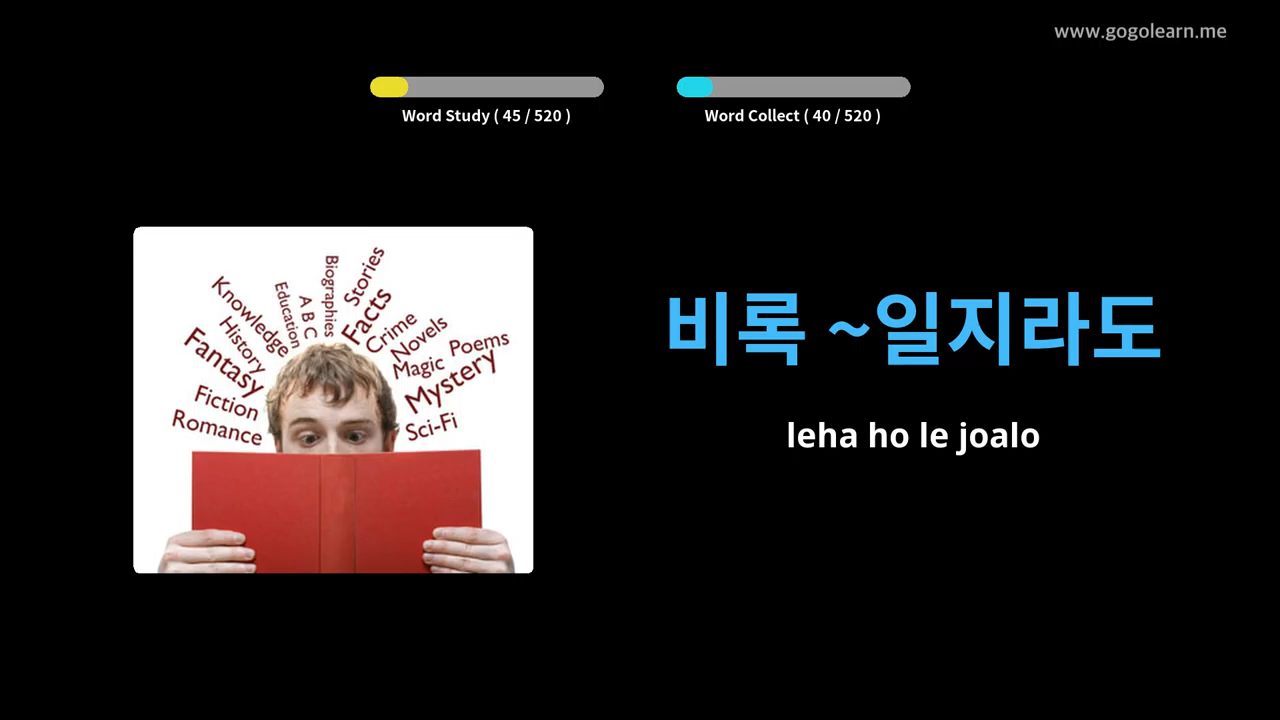 www.gogolearn.me
Word Study ( 45 / 520 )
Word Collect ( 40 / 520 )
Knowledge
Education
A B C
Biographies
Stories
Facts
Crime
Novels
Poems
Magic
Mystery
Sci-Fi
History
Fantasy
Fiction
Romance
비록 ~일지라도
leha ho le joalo